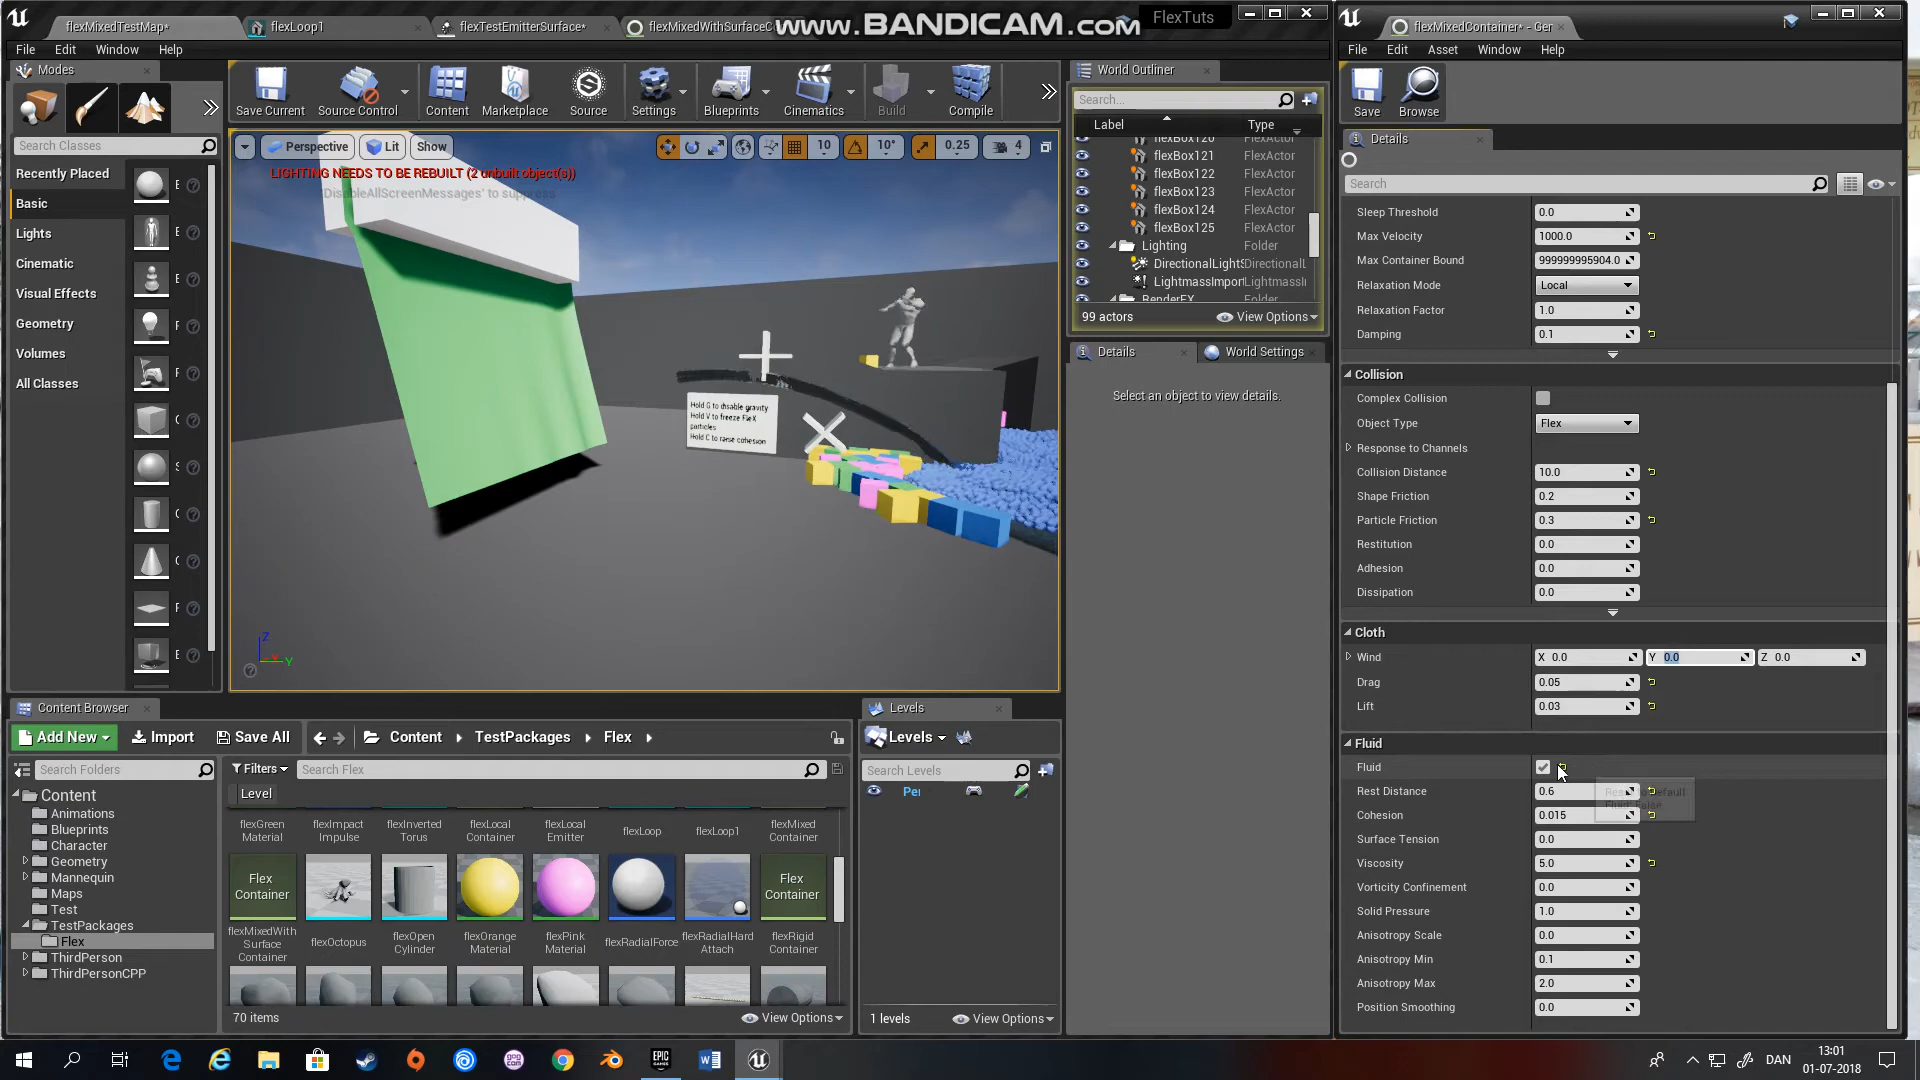 flexMixedTestMap*
flexLoop1
flexTestEmitterSurface*
flexMixedWithSurfaceC
www.BANDICAM.com
FlexTuts
flexMixedContainer* - Ger
File Edit Window Help
File Edit Asset Window Help
Modes
Save Current
Source Control
Content
Marketplace
Source
Settings
Blueprints
Cinematics
Build
Compile
World Outliner
Search...
Label
Type
flexBox120 FlexActor
flexBox121 FlexActor
flexBox122 FlexActor
flexBox123 FlexActor
flexBox124 FlexActor
flexBox125 FlexActor
Lighting Folder
DirectionalLightS DirectionalL
LightmassImpor Lightmassl
RenderFX Folder
99 actors
View Options
Details
World Settings
Select an object to view details.
Search Classes
Recently Played
Basic
Lights
Cinematic
Visual Effects
Geometry
Volumes
All Classes
Perspective
Lit
Show
10
10°
0.25
4
LIGHTING NEEDS TO BE REBUILT (2 unbuilt object(s))
'DisableAllScreenMessages' to suppress
Hold G to disable gravity
Hold V to freeze FleX
particles
Hold C to raise cohesion
Z
X
Y
Content Browser
Add New
Import
Save All
Content
TestPackages
Flex
Search Folders
Filters
Search Flex
Level
Content
Animations
Blueprints
Character
Geometry
Mannequin
Maps
Test
TestPackages
Flex
ThirdPerson
ThirdPersonCPP
flexGreen
Material
flexImpact
Impulse
flexInverted
Torus
flexLocal
Container
flexLocal
Emitter
flexLoop
flexLoop1
flexMixed
Container
Flex
Container
Flex
Container
flexMixedWith
Surface
Container
flexOctopus
flexOpen
Cylinder
flexOrange
Material
flexPink
Material
flexRadialForce
flexRadialHard
Attach
flexRigid
Container
70 items
View Options
Levels
Levels
Search Levels
Per
1 levels
View Options
Save
Browse
Details
Search
Sleep Threshold 0.0
Max Velocity 1000.0
Max Container Bound 999999995904.0
Relaxation Mode Local
Relaxation Factor 1.0
Damping 0.1
Collision
Complex Collision
Object Type Flex
Response to Channels
Collision Distance 10.0
Shape Friction 0.2
Particle Friction 0.3
Restitution 0.0
Adhesion 0.0
Dissipation 0.0
Cloth
Wind X 0.0 Y 0.0 Z 0.0
Drag 0.05
Lift 0.03
Fluid
Fluid
Rest Distance 0.6
Cohesion 0.015
Surface Tension 0.0
Viscosity 5.0
Vorticity Confinement 0.0
Solid Pressure 1.0
Anisotropy Scale 0.0
Anisotropy Min 0.1
Anisotropy Max 2.0
Position Smoothing 0.0
DAN
13:01
01-07-2018